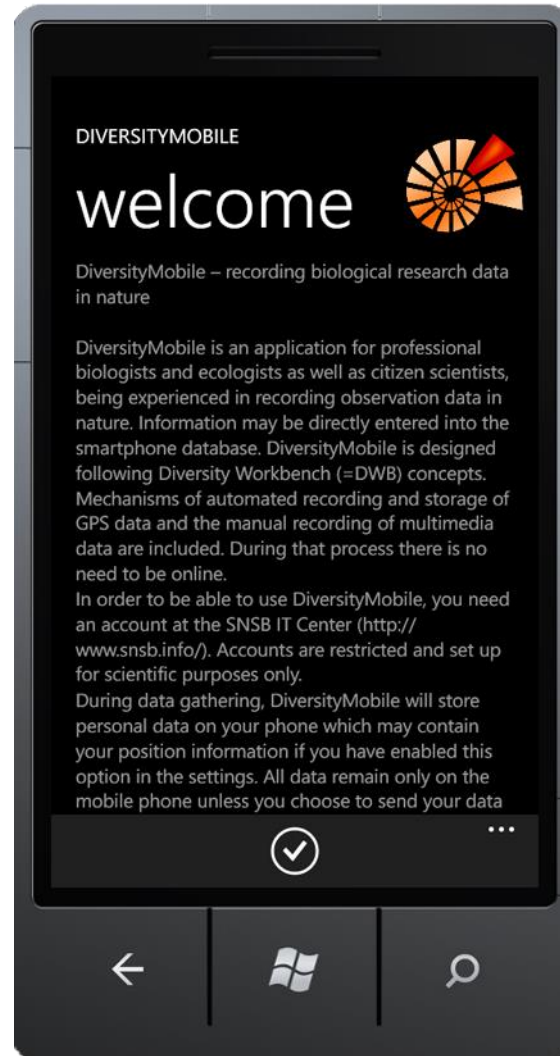 DIVERSITYMOBILE
welcome
DiversityMobile – recording biological research data
in nature
DiversityMobile is an application for professional
biologists and ecologists as well as citizen scientists,
being experienced in recording observation data in
nature. Information may be directly entered into the
smartphone database. DiversityMobile is designed
following Diversity Workbench (=DWB) concepts.
Mechanisms of automated recording and storage of
GPS data and the manual recording of multimedia
data are included. During that process there is no
need to be online.
In order to be able to use DiversityMobile, you need
an account at the SNSB IT Center (http://
www.snsb.info/). Accounts are restricted and set up
for scientific purposes only.
During data gathering, DiversityMobile will store
personal data on your phone which may contain
your position information if you have enabled this
option in the settings. All data remain only on the
mobile phone unless you choose to send your data